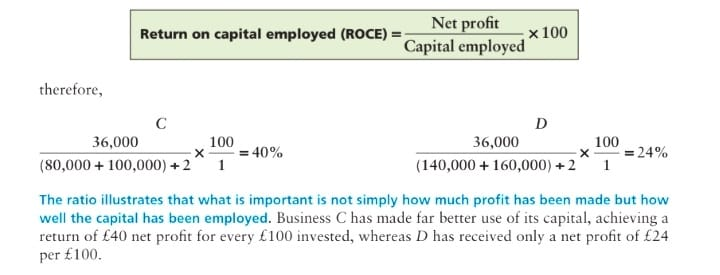 Return on capital employed (ROCE) = Net profit / Capital employed × 100
therefore,
C
36,000 / (80,000 + 100,000) + 2 × 100 / 1 = 40%
D
36,000 / (140,000 + 160,000) + 2 × 100 / 1 = 24%
The ratio illustrates that what is important is not simply how much profit has been made but how
well the capital has been employed. Business C has made far better use of its capital, achieving a
return of £40 net profit for every £100 invested, whereas D has received only a net profit of £24
per £100.